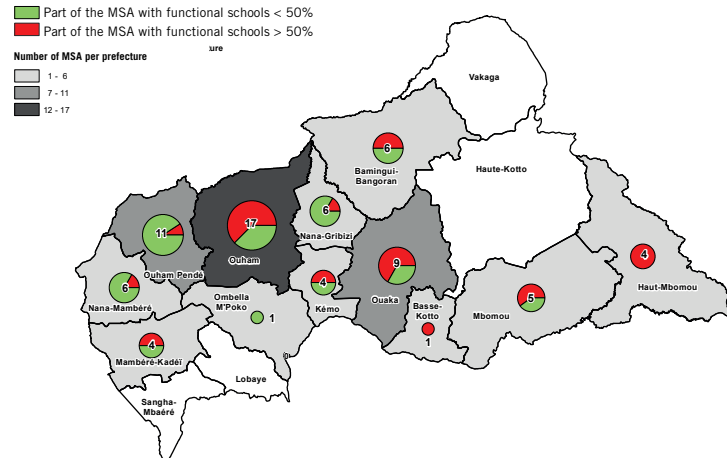 Part of the MSA with functional schools < 50%
Part of the MSA with functional schools > 50%
ure
Number of MSA per prefecture
1 - 6
7 - 11
12 - 17
Vakaga
6
Bamingui-
Bangoran
Haute-Kotto
17
Ouham
6
Nana-Gribizi
11
Ouham Pendé
9
Ouaka
4
Haut-Mbomou
6
Nana-Mambéré
Ombella
M'Poko
1
4
Kémo
Basse-
Kotto
1
5
Mbomou
4
Mambéré-Kadéï
Lobaye
Sangha-
Mbaéré